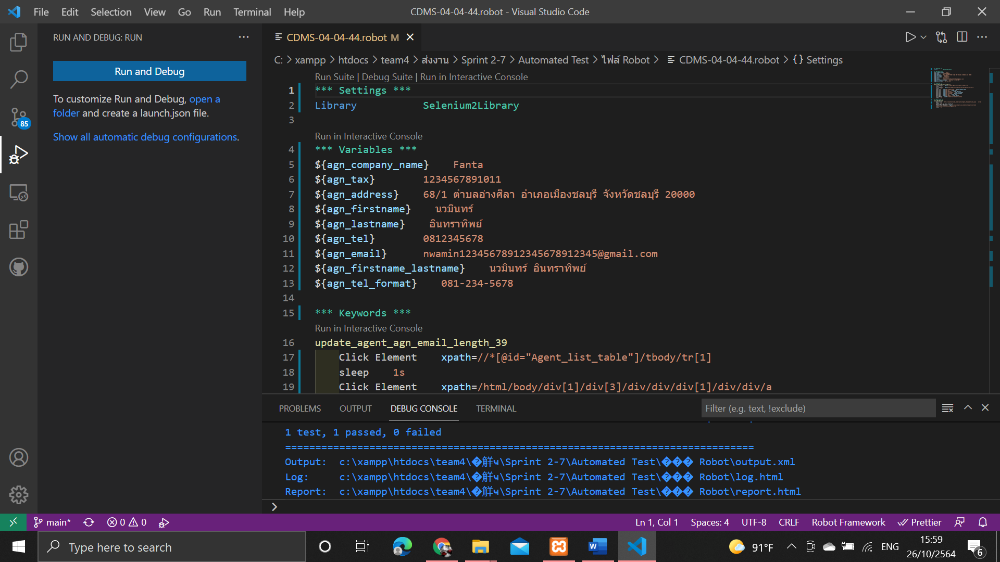 File Edit Selection View Go Run Terminal Help
CDMS-04-04-44.robot - Visual Studio Code
RUN AND DEBUG: RUN
Run and Debug
To customize Run and Debug, open a
folder and create a launch.json file.
Show all automatic debug configurations.
85
CDMS-04-04-44.robot M
C: > xampp > htdocs > team4 > ส่งงาน > Sprint 2-7 > Automated Test > ไฟล์ Robot > CDMS-04-04-44.robot > {} Settings
Run Suite | Debug Suite | Run in Interactive Console
1 *** Settings ***
2 Library Selenium2Library
3
Run in Interactive Console
4 *** Variables ***
5 ${agn_company_name} Fanta
6 ${agn_tax} 1234567891011
7 ${agn_address} 68/1 ตำบลอ่างศิลา อำเภอเมืองชลบุรี จังหวัดชลบุรี 20000
8 ${agn_firstname} นวมินทร์
9 ${agn_lastname} อินทราทิพย์
10 ${agn_tel} 0812345678
11 ${agn_email} nwamin12345678912345678912345@gmail.com
12 ${agn_firstname_lastname} นวมินทร์ อินทราทิพย์
13 ${agn_tel_format} 081-234-5678
14
15 *** Keywords ***
Run in Interactive Console
16 update_agent_agn_email_length_39
17 Click Element xpath=//*[@id="Agent_list_table"]/tbody/tr[1]
18 sleep 1s
19 Click Element xpath=/html/body/div[1]/div[3]/div/div/div[1]/div/div/a
PROBLEMS OUTPUT DEBUG CONSOLE TERMINAL
Filter (e.g. text, !exclude)
1 test, 1 passed, 0 failed
==============================================================================
Output: c:\xampp\htdocs\team4\�觧ҹ\Sprint 2-7\Automated Test\��� Robot\output.xml
Log: c:\xampp\htdocs\team4\�觧ҹ\Sprint 2-7\Automated Test\��� Robot\log.html
Report: c:\xampp\htdocs\team4\�觧ҹ\Sprint 2-7\Automated Test\��� Robot\report.html
>
main* 0 0
Ln 1, Col 1 Spaces: 4 UTF-8 CRLF Robot Framework Prettier
Type here to search
91°F
ENG
15:59
26/10/2564
6